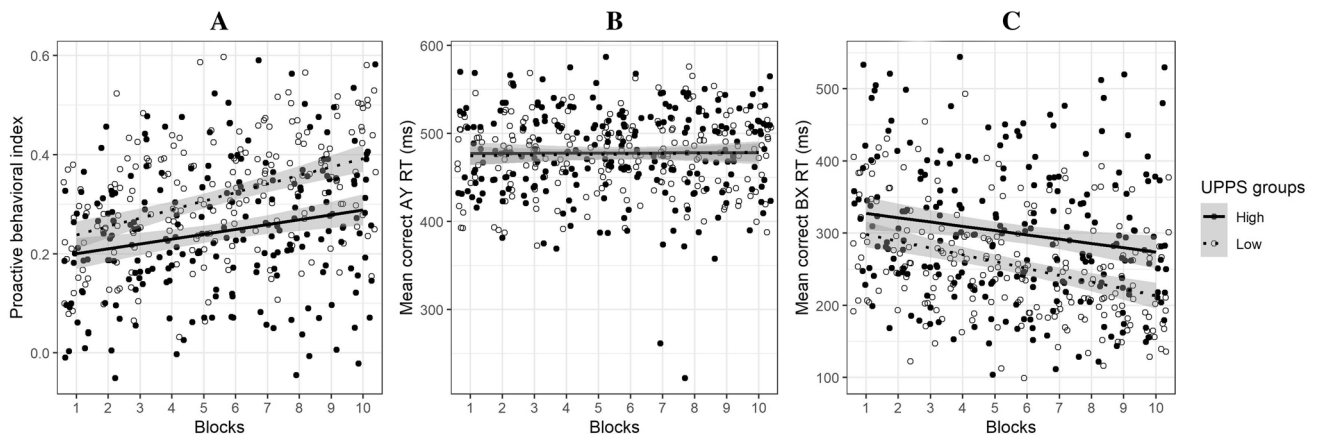 A
B
C
Proactive behavioral index
0.6
0.4
0.2
0.0
1 2 3 4 5 6 7 8 9 10
Blocks
Mean correct AY RT (ms)
600
500
400
300
1 2 3 4 5 6 7 8 9 10
Blocks
Mean correct BX RT (ms)
500
400
300
200
100
1 2 3 4 5 6 7 8 9 10
Blocks
UPPS groups
High
Low